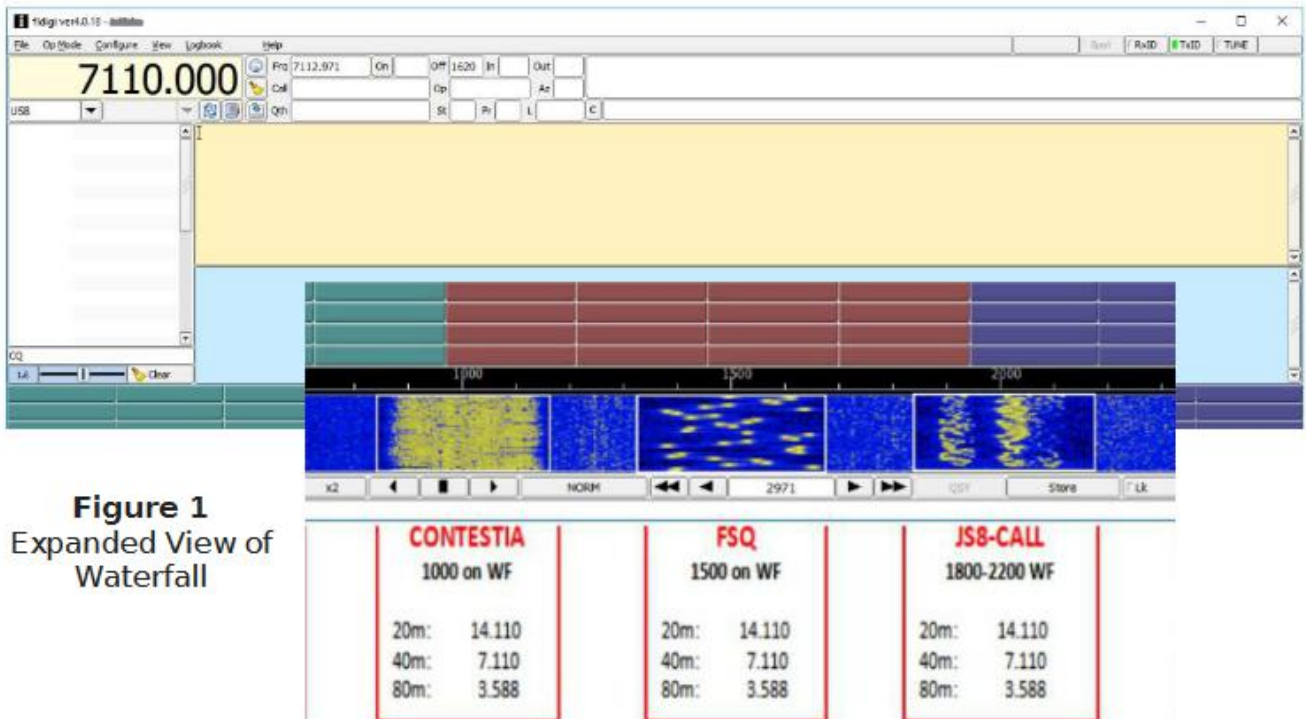 fldigi ver4.0.18 -
File Op Mode Configure View Logbook Help
Spot RxID TxID TUNE
7110.000
Frq 7112.971 On Off 1620 In Out
Call Op Az
USB
Qth St Pr L C
CQ
Clear
1000 1500 2000
x2 NORM 2971 QSY Store Lk
Figure 1
Expanded View of
Waterfall
CONTESTIA
1000 on WF
20m: 14.110
40m: 7.110
80m: 3.588
FSQ
1500 on WF
20m: 14.110
40m: 7.110
80m: 3.588
JS8-CALL
1800-2200 WF
20m: 14.110
40m: 7.110
80m: 3.588